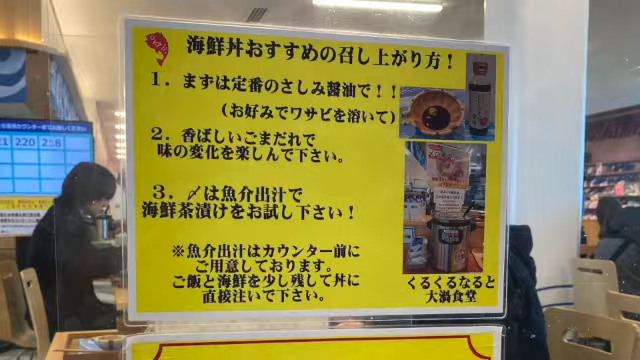 海鮮丼おすすめの召し上がり方！
１．まずは定番のさしみ醤油で！！
（お好みでワサビを溶いて）
２．香ばしいごまだれで
味の変化を楽しんで下さい。
３．〆は魚介出汁で
海鮮茶漬けをお試し下さい！
※魚介出汁はカウンター前に
ご用意しております。
ご飯と海鮮を少し残して丼に
直接注いで下さい。
くるくるなると
大渦食堂
21 220 218